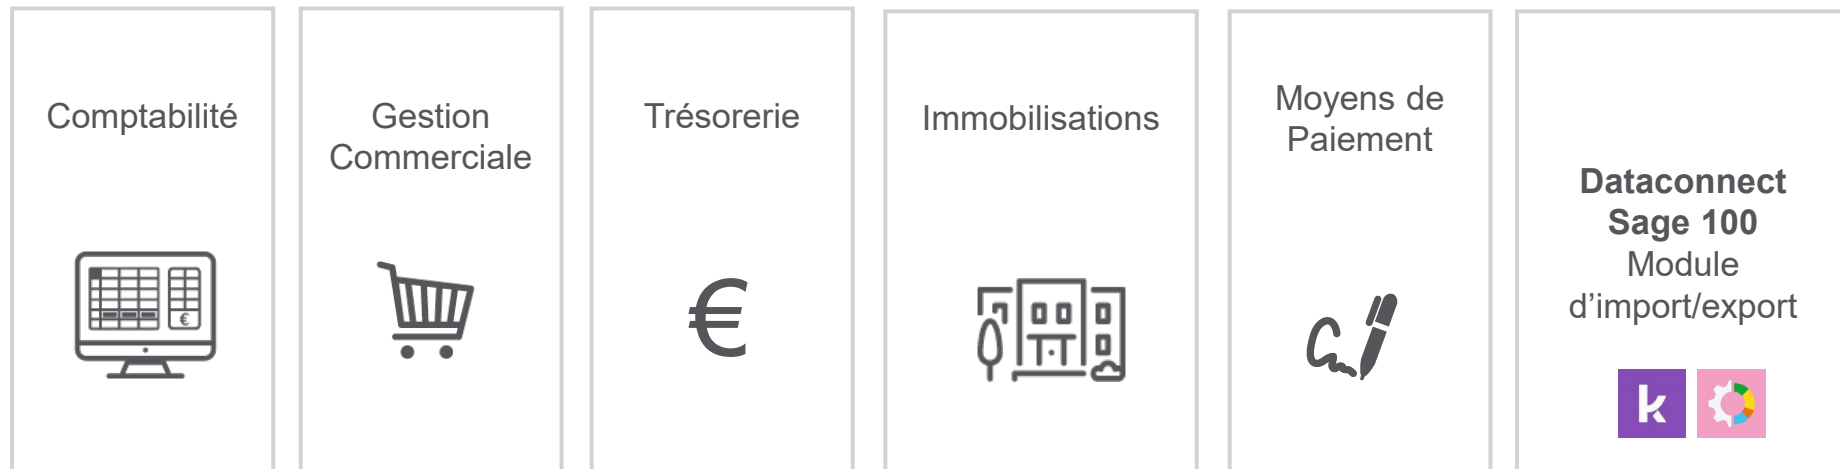 Comptabilité
Gestion
Commerciale
Trésorerie
Immobilisations
Moyens de
Paiement
Dataconnect
Sage 100
Module
d’import/export
€
€
k